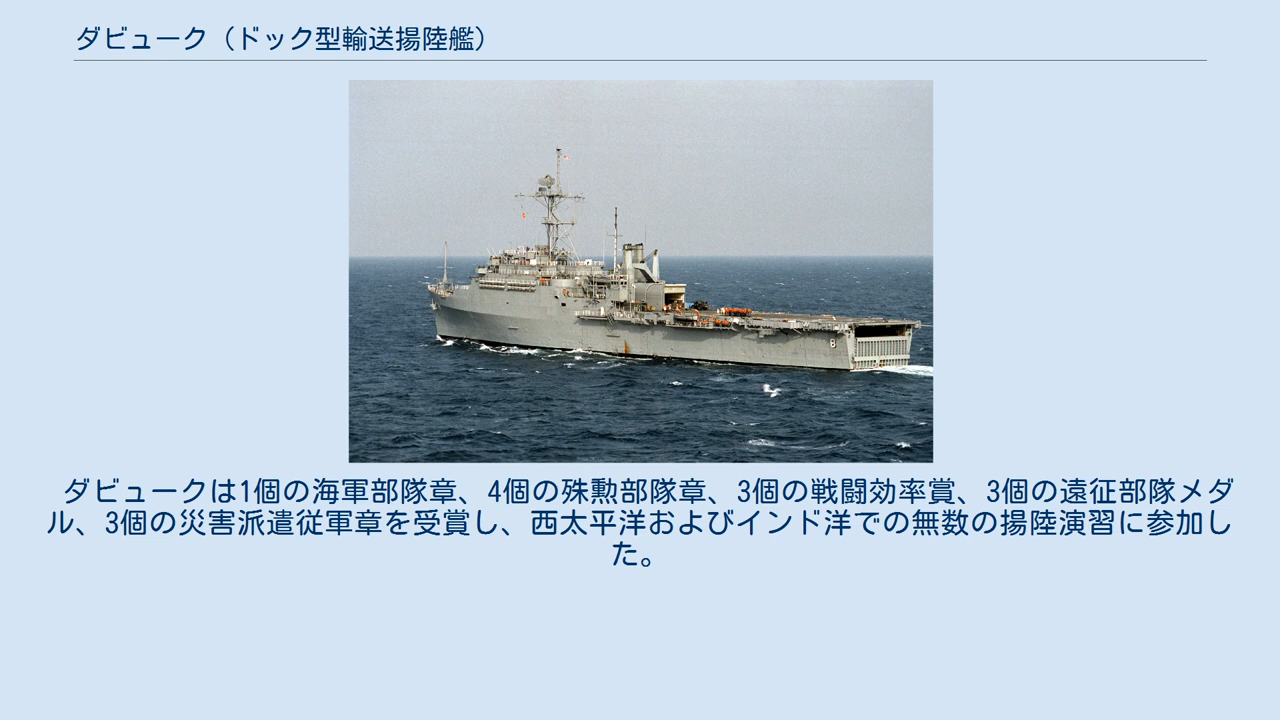 ダビューク（ドック型輸送揚陸艦）
8
ダビュークは1個の海軍部隊章、4個の殊勲部隊章、3個の戦闘効率賞、3個の遠征部隊メダ
ル、3個の災害派遣従軍章を受賞し、西太平洋およびインド洋での無数の揚陸演習に参加し
た。